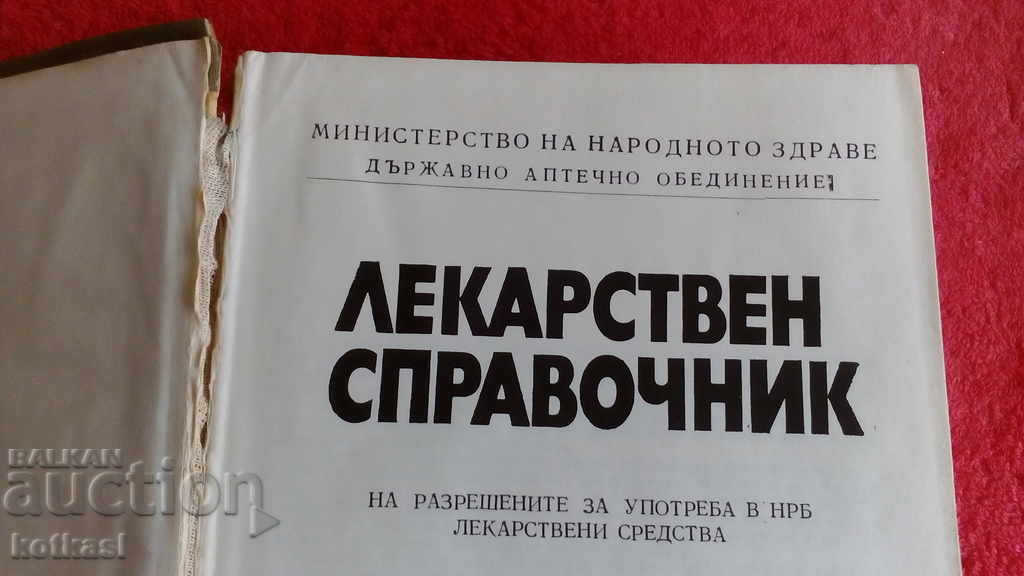 МИНИСТЕРСТВО НА НАРОДНОТО ЗДРАВЕ
ДЪРЖАВНО АПТЕЧНО ОБЕДИНЕНИЕ
ЛЕКАРСТВЕН
СПРАВОЧНИК
НА РАЗРЕШЕНИТЕ ЗА УПОТРЕБА В НРБ
ЛЕКАРСТВЕНИ СРЕДСТВА
BALKAN
auction
kotkasl